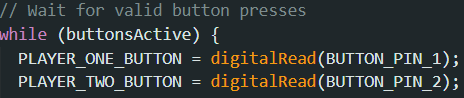 // Wait for valid button presses
while (buttonsActive) {
  PLAYER_ONE_BUTTON = digitalRead(BUTTON_PIN_1);
  PLAYER_TWO_BUTTON = digitalRead(BUTTON_PIN_2);